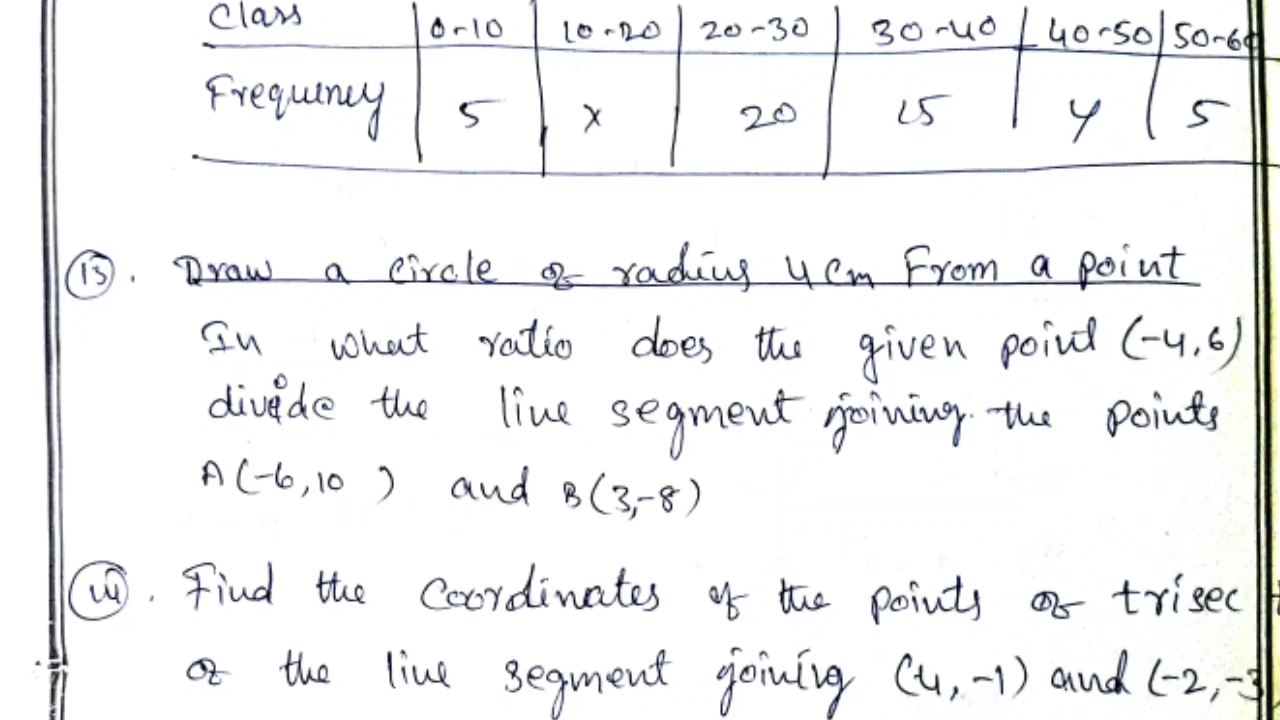 Class 0-10 10-20 20-30 30-40 40-50 50-60
Frequency 5 x 20 15 y 5
13. Draw a circle of radius 4cm From a point
In what ratio does the given point (-4,6)
divide the line segment joining the points
A(-6,10) and B(3,-8)
14. Find the coordinates of the points of trisec
of the line segment joining (4,-1) and (-2,-3